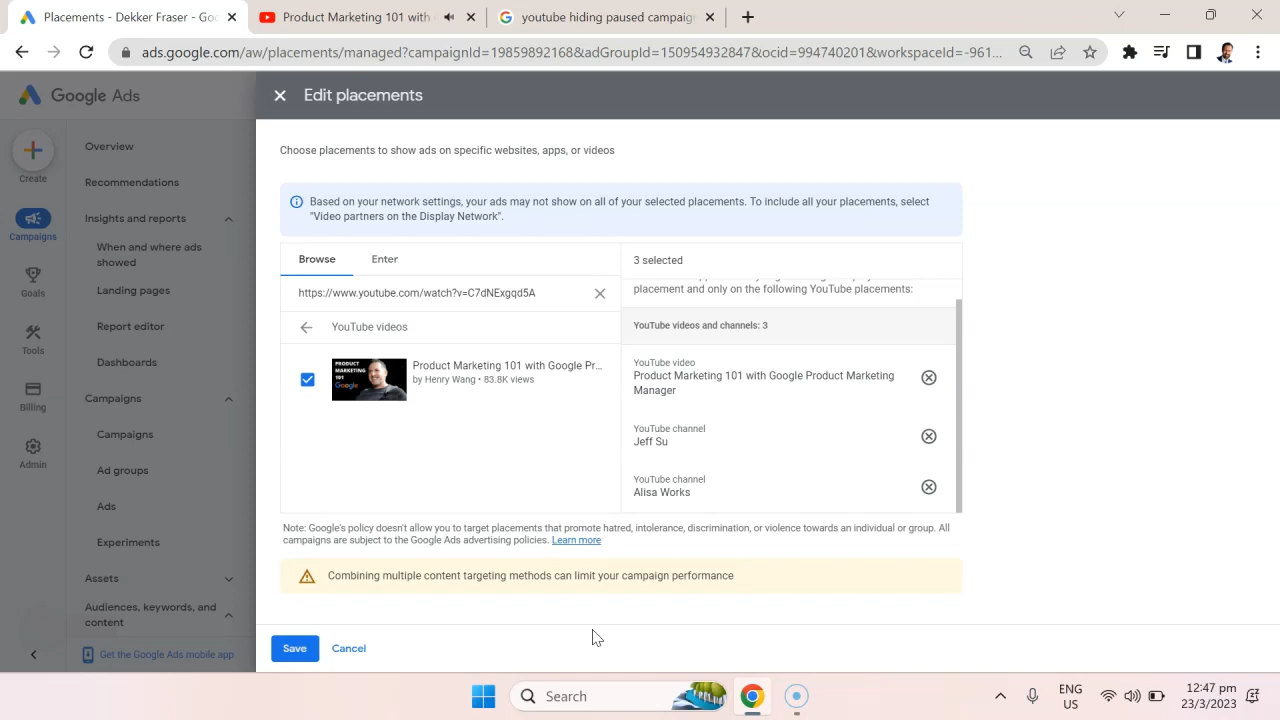 Placements - Dekker Fraser - Goo
Product Marketing 101 with
youtube hiding paused campaign
ads.google.com/aw/placements/managed?campaignId=19859892168&adGroupId=150954932847&ocid=994740201&workspaceId=-961...
Google Ads
Edit placements
Create
Campaigns
Goals
Tools
Billing
Admin
Overview
Recommendations
Insights and reports
When and where ads
showed
Landing pages
Report editor
Dashboards
Campaigns
Campaigns
Ad groups
Ads
Experiments
Assets
Audiences, keywords, and
content
Get the Google Ads mobile app
Choose placements to show ads on specific websites, apps, or videos
Based on your network settings, your ads may not show on all of your selected placements. To include all your placements, select
"Video partners on the Display Network".
Browse
Enter
https://www.youtube.com/watch?v=C7dNExgqd5A
YouTube videos
PRODUCT
MARKETING
101
Google
Product Marketing 101 with Google Pr...
by Henry Wang • 83.8K views
3 selected
placement and only on the following YouTube placements:
YouTube videos and channels: 3
YouTube video
Product Marketing 101 with Google Product Marketing
Manager
YouTube channel
Jeff Su
YouTube channel
Alisa Works
Note: Google's policy doesn't allow you to target placements that promote hatred, intolerance, discrimination, or violence towards an individual or group. All
campaigns are subject to the Google Ads advertising policies. Learn more
Combining multiple content targeting methods can limit your campaign performance
Save
Cancel
Search
ENG
US
12:47 pm
23/3/2023